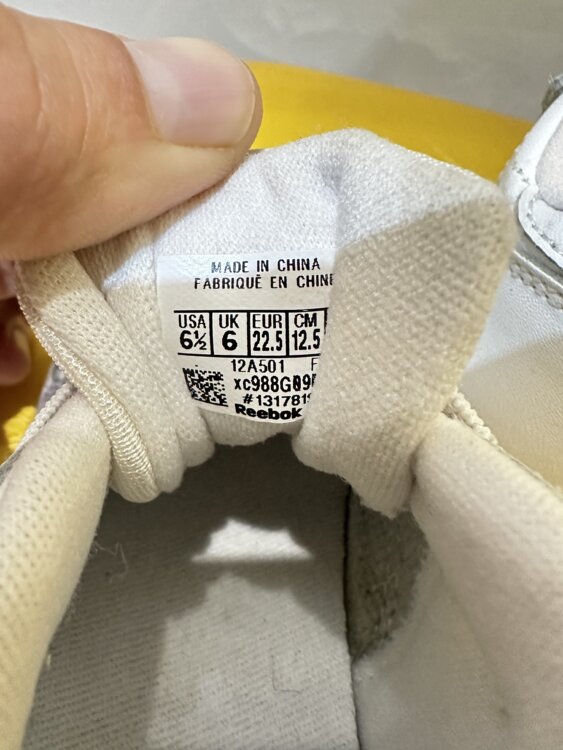 MADE IN CHINA
FABRIQUÉ EN CHINE
USA UK EUR CM
6½ 6 22.5 12.5
12A501 F
#131781
Reebok